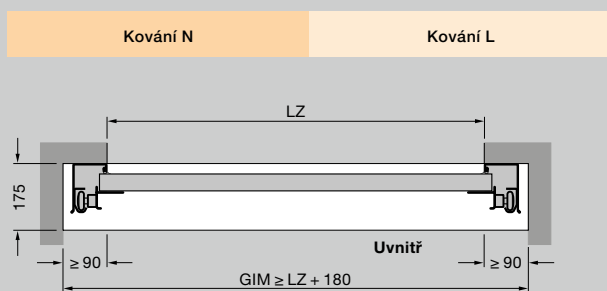 Kování N Kování L
LZ
175
Uvnitř
≥ 90 ≥ 90
GIM ≥ LZ + 180